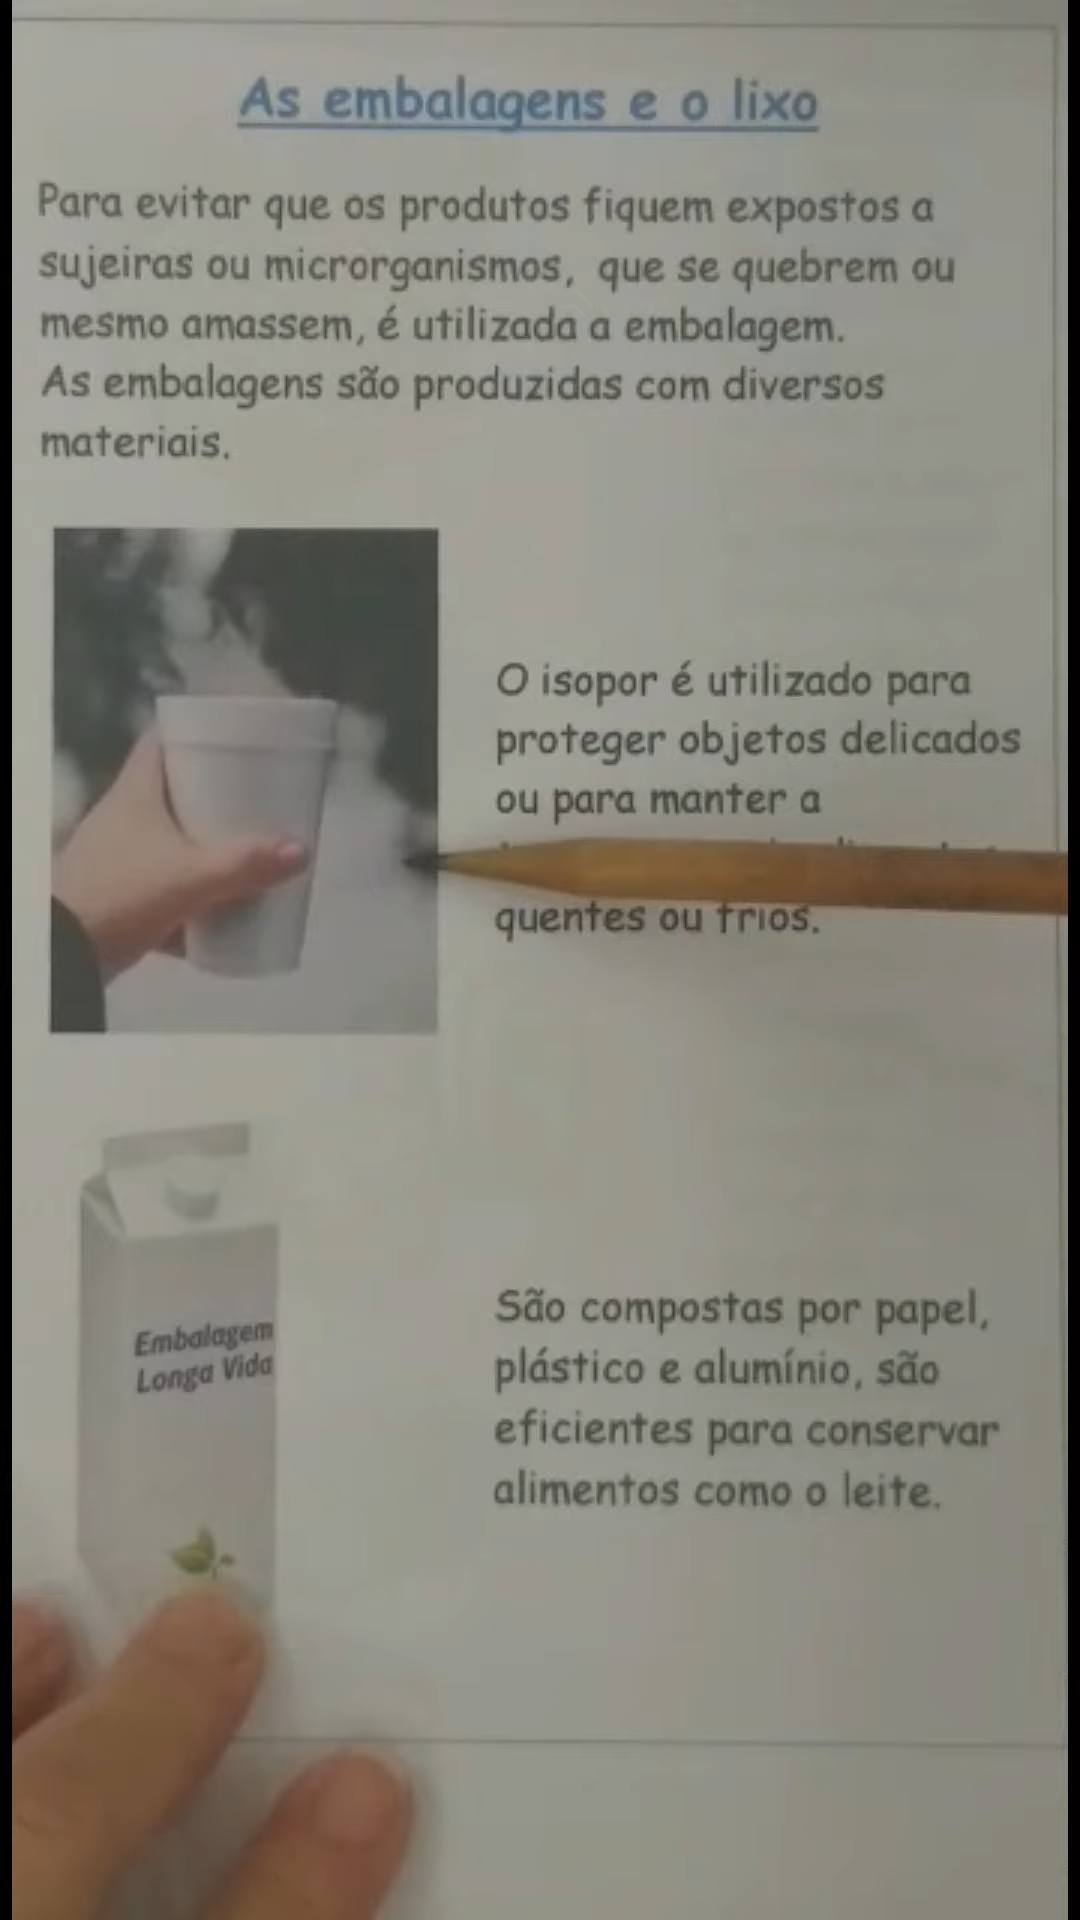 As embalagens e o lixo
Para evitar que os produtos fiquem expostos a
sujeiras ou microrganismos, que se quebrem ou
mesmo amassem, é utilizada a embalagem.
As embalagens são produzidas com diversos
materiais.
O isopor é utilizado para
proteger objetos delicados
ou para manter a
quentes ou frios.
Embalagem
Longa Vida
São compostas por papel,
plástico e alumínio, são
eficientes para conservar
alimentos como o leite.